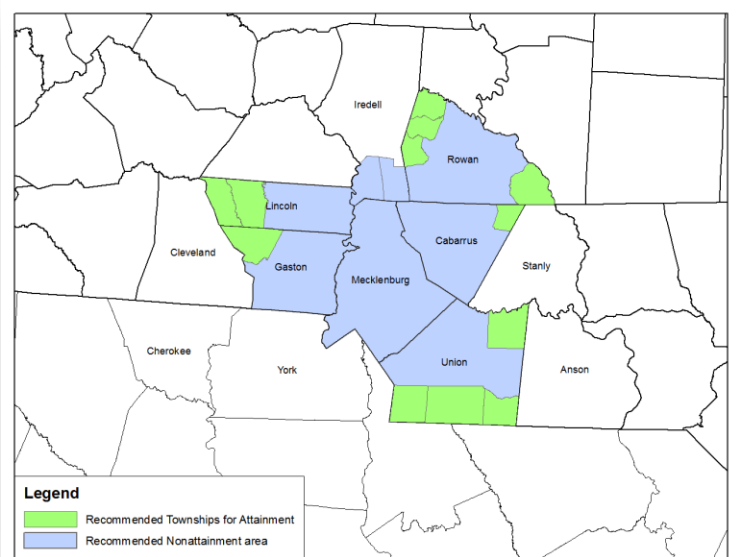 Iredell
Rowan
Lincoln
Cabarrus
Cleveland
Stanly
Gaston
Mecklenburg
Cherokee
Union
York
Anson
Legend
Recommended Townships for Attainment
Recommended Nonattainment area